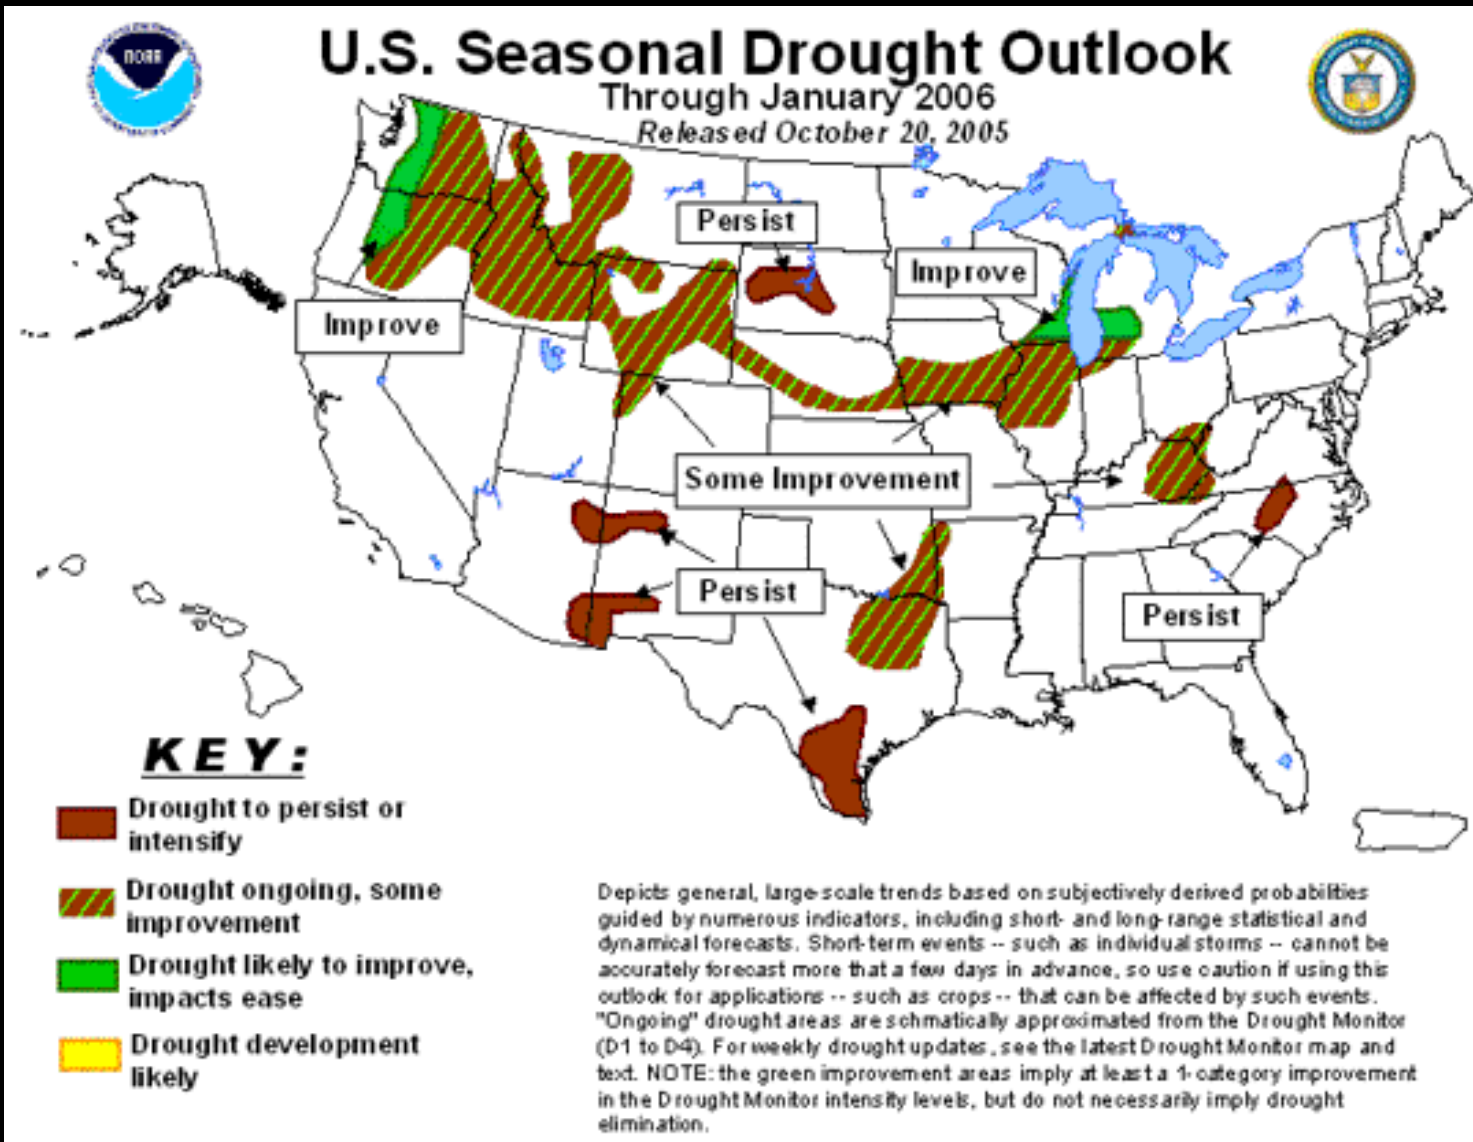 NOAA
U.S. Seasonal Drought Outlook
Through January 2006
Released October 20, 2005
Persist
Improve
Improve
Some Improvement
Persist
Persist
KEY:
Drought to persist or
intensify
Drought ongoing, some
improvement
Drought likely to improve,
impacts ease
Drought development
likely
Depicts general, large-scale trends based on subjectively derived probabilities
guided by numerous indicators, including short- and long-range statistical and
dynamical forecasts. Short-term events -- such as individual storms -- cannot be
accurately forecast more that a few days in advance, so use caution if using this
outlook for applications -- such as crops -- that can be affected by such events.
"Ongoing" drought areas are schmatically approximated from the Drought Monitor
(D1 to D4). For weekly drought updates, see the latest Drought Monitor map and
text. NOTE: the green improvement areas imply at least a 1-category improvement
in the Drought Monitor intensity levels, but do not necessarily imply drought
elimination.